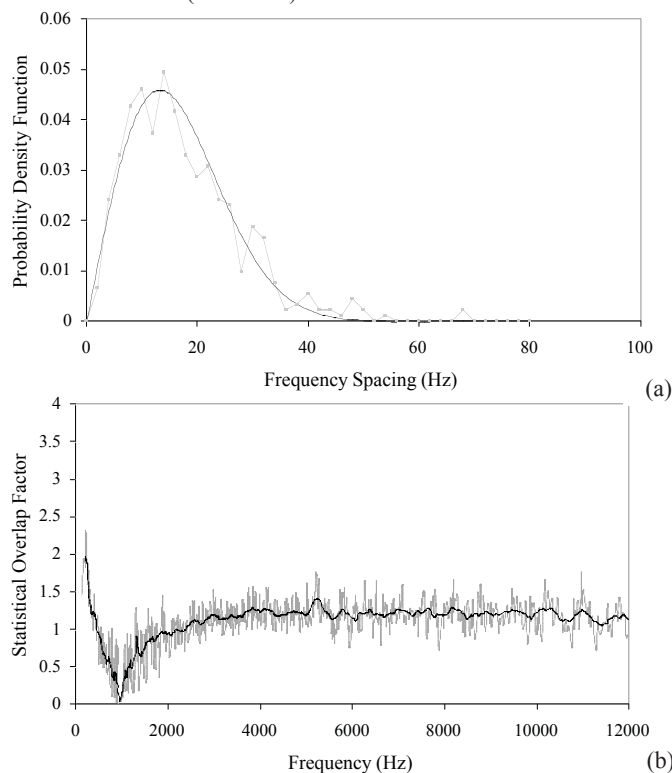 0.06
0.05
0.04
0.03
0.02
0.01
0
Probability Density Function
0 20 40 60 80 100
Frequency Spacing (Hz)
(a)
4
3.5
3
2.5
2
1.5
1
0.5
0
Statistical Overlap Factor
0 2000 4000 6000 8000 10000 12000
Frequency (Hz)
(b)